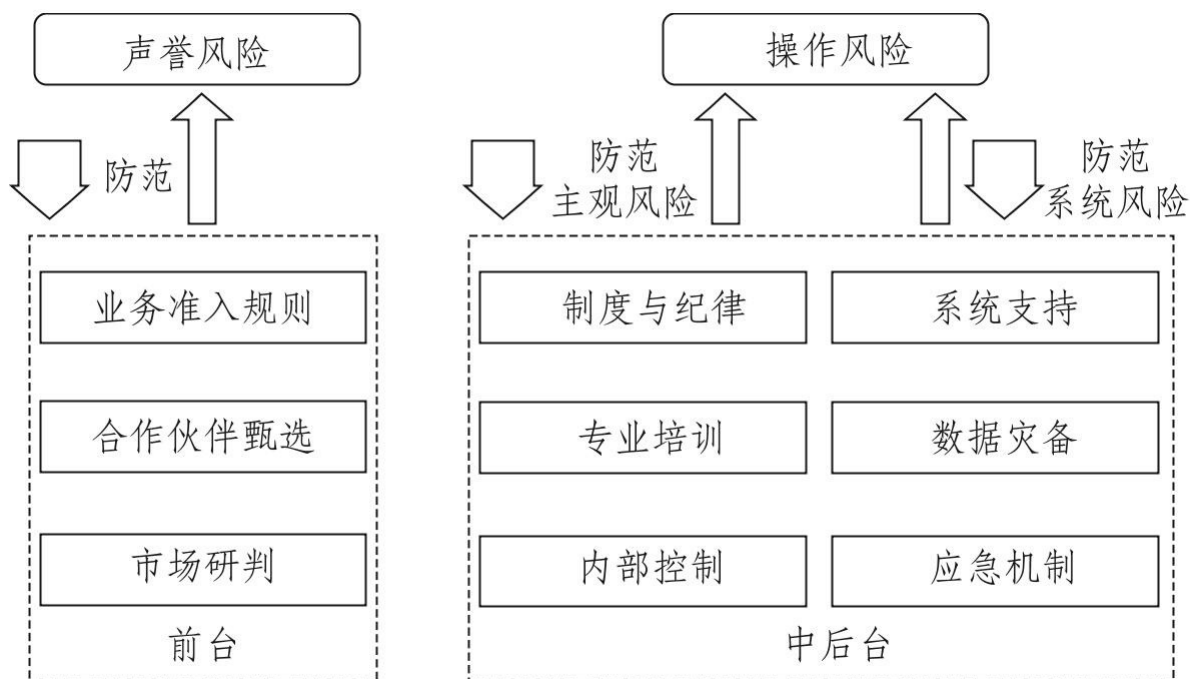 声誉风险
操作风险
防范
防范
主观风险
防范
系统风险
业务准入规则
合作伙伴甄选
市场研判
前台
制度与纪律
系统支持
专业培训
数据灾备
内部控制
应急机制
中后台